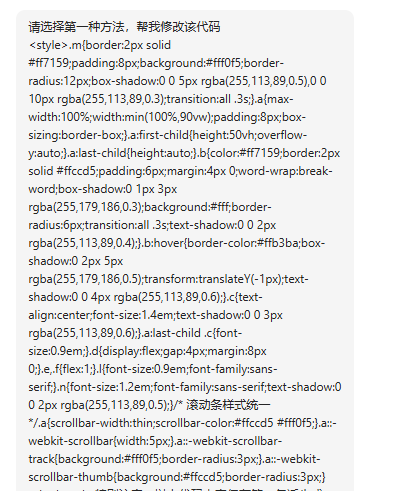 请选择第一种方法，帮我修改该代码
<style>.m{border:2px solid
#ff7159;padding:8px;background:#fff0f5;border-
radius:12px;box-shadow:0 0 5px rgba(255,113,89,0.5),0 0
10px rgba(255,113,89,0.3);transition:all .3s;}.a{max-
width:100%;width:min(100%,90vw);padding:8px;box-
sizing:border-box;}.a:first-child{height:50vh;overflow-
y:auto;}.a:last-child{height:auto;}.b{color:#ff7159;border:2px
solid #ffccd5;padding:6px;margin:4px 0;word-wrap:break-
word;box-shadow:0 1px 3px
rgba(255,179,186,0.3);background:#fff;border-
radius:6px;transition:all .3s;text-shadow:0 0 2px
rgba(255,113,89,0.4);}.b:hover{border-color:#ffb3ba;box-
shadow:0 2px 5px
rgba(255,179,186,0.5);transform:translateY(-1px);text-
shadow:0 0 4px rgba(255,113,89,0.6);}.c{text-
align:center;font-size:1.4em;text-shadow:0 0 3px
rgba(255,113,89,0.6);}.a:last-child .c{font-
size:0.9em;}.d{display:flex;gap:4px;margin:8px
0;}.e,.f{flex:1;}.l{font-size:0.9em;font-family:sans-
serif;}.n{font-size:1.2em;font-family:sans-serif;text-shadow:0
0 2px rgba(255,113,89,0.5);}/* 滚动条样式统一
*/.a{scrollbar-width:thin;scrollbar-color:#ffccd5 #fff0f5;}.a::-
webkit-scrollbar{width:5px;}.a::-webkit-scrollbar-
track{background:#fff0f5;border-radius:3px;}.a::-webkit-
scrollbar-thumb{background:#ffccd5;border-radius:3px;}